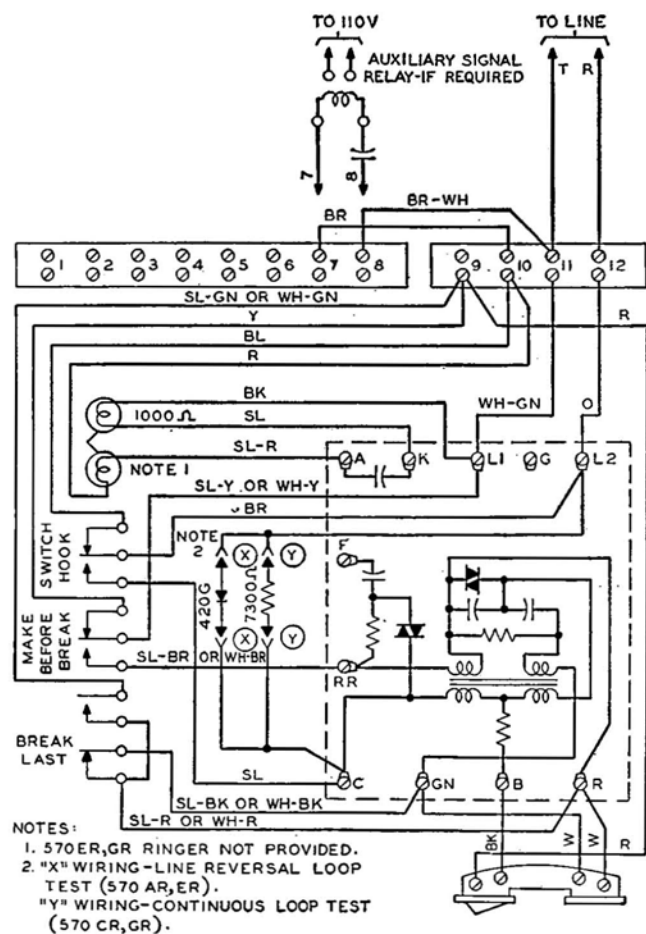 TO 110V
TO LINE
AUXILIARY SIGNAL
RELAY-IF REQUIRED
T R
7 8
BR-WH
BR
1 2 3 4 5 6 7 8 9 10 11 12
SL-GN OR WH-GN
Y
R
BL
R
BK
WH-GN
O
1000Ω
SL
SL-R
A K L1 G L2
NOTE 1
SL-Y OR WH-Y
BR
NOTE
2
X Y
F
SWITCH
HOOK
420G
7300Ω
MAKE
BEFORE
BREAK
X Y
SL-BR OR WH-BR
RR
BREAK
LAST
SL
C GN B R
SL-BK OR WH-BK
SL-R OR WH-R
BK W W R
NOTES:
1. 570ER,GR RINGER NOT PROVIDED.
2. "X" WIRING-LINE REVERSAL LOOP
TEST (570 AR,ER).
"Y" WIRING-CONTINUOUS LOOP TEST
(570 CR,GR).